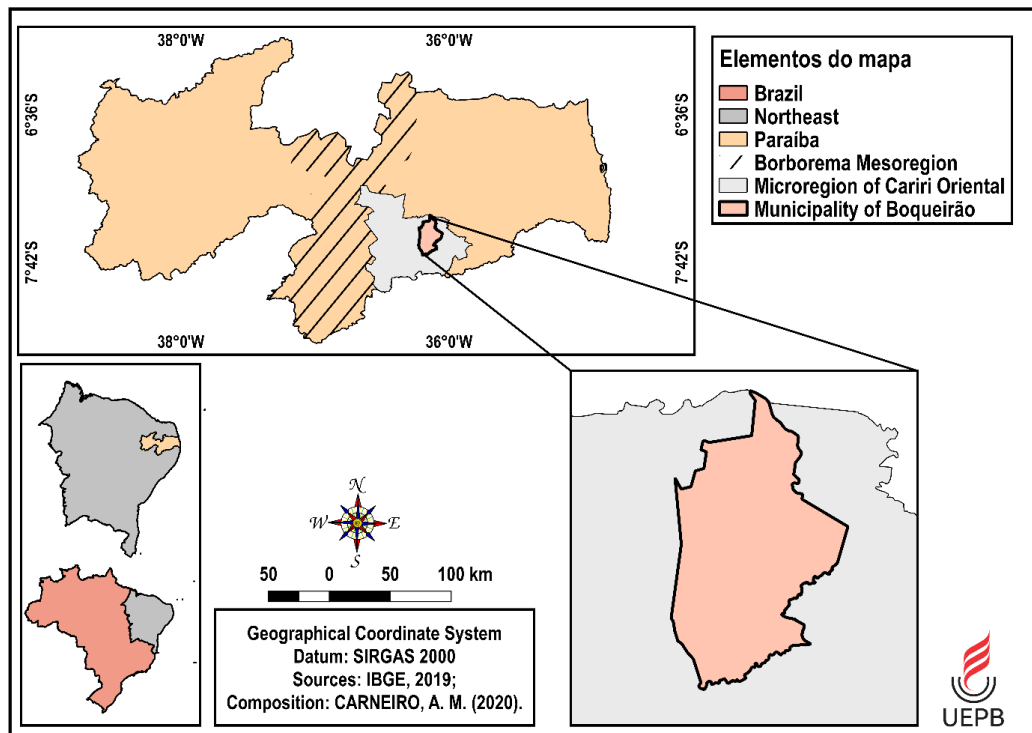 38°0'W
36°0'W
6°36'S
6°36'S
7°42'S
7°42'S
38°0'W
36°0'W
Elementos do mapa
Brazil
Northeast
Paraíba
Borborema Mesoregion
Microregion of Cariri Oriental
Municipality of Boqueirão
N
W
E
S
50 0 50 100 km
Geographical Coordinate System
Datum: SIRGAS 2000
Sources: IBGE, 2019;
Composition: CARNEIRO, A. M. (2020).
UEPB